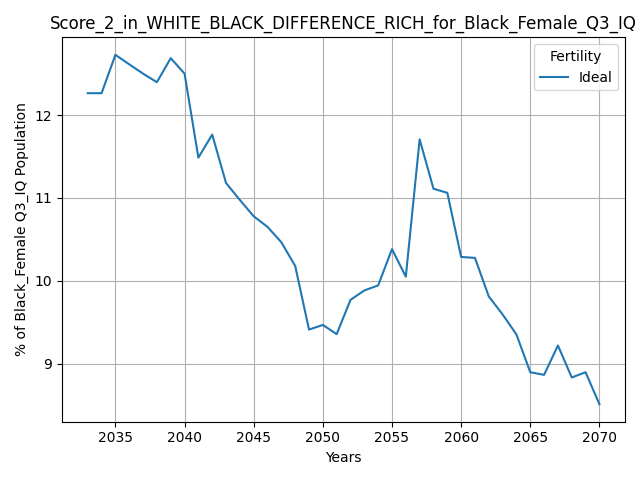 Score_2_in_WHITE_BLACK_DIFFERENCE_RICH_for_Black_Female_Q3_IQ
Fertility
Ideal
% of Black_Female Q3_IQ Population
12
11
10
9
2035 2040 2045 2050 2055 2060 2065 2070
Years